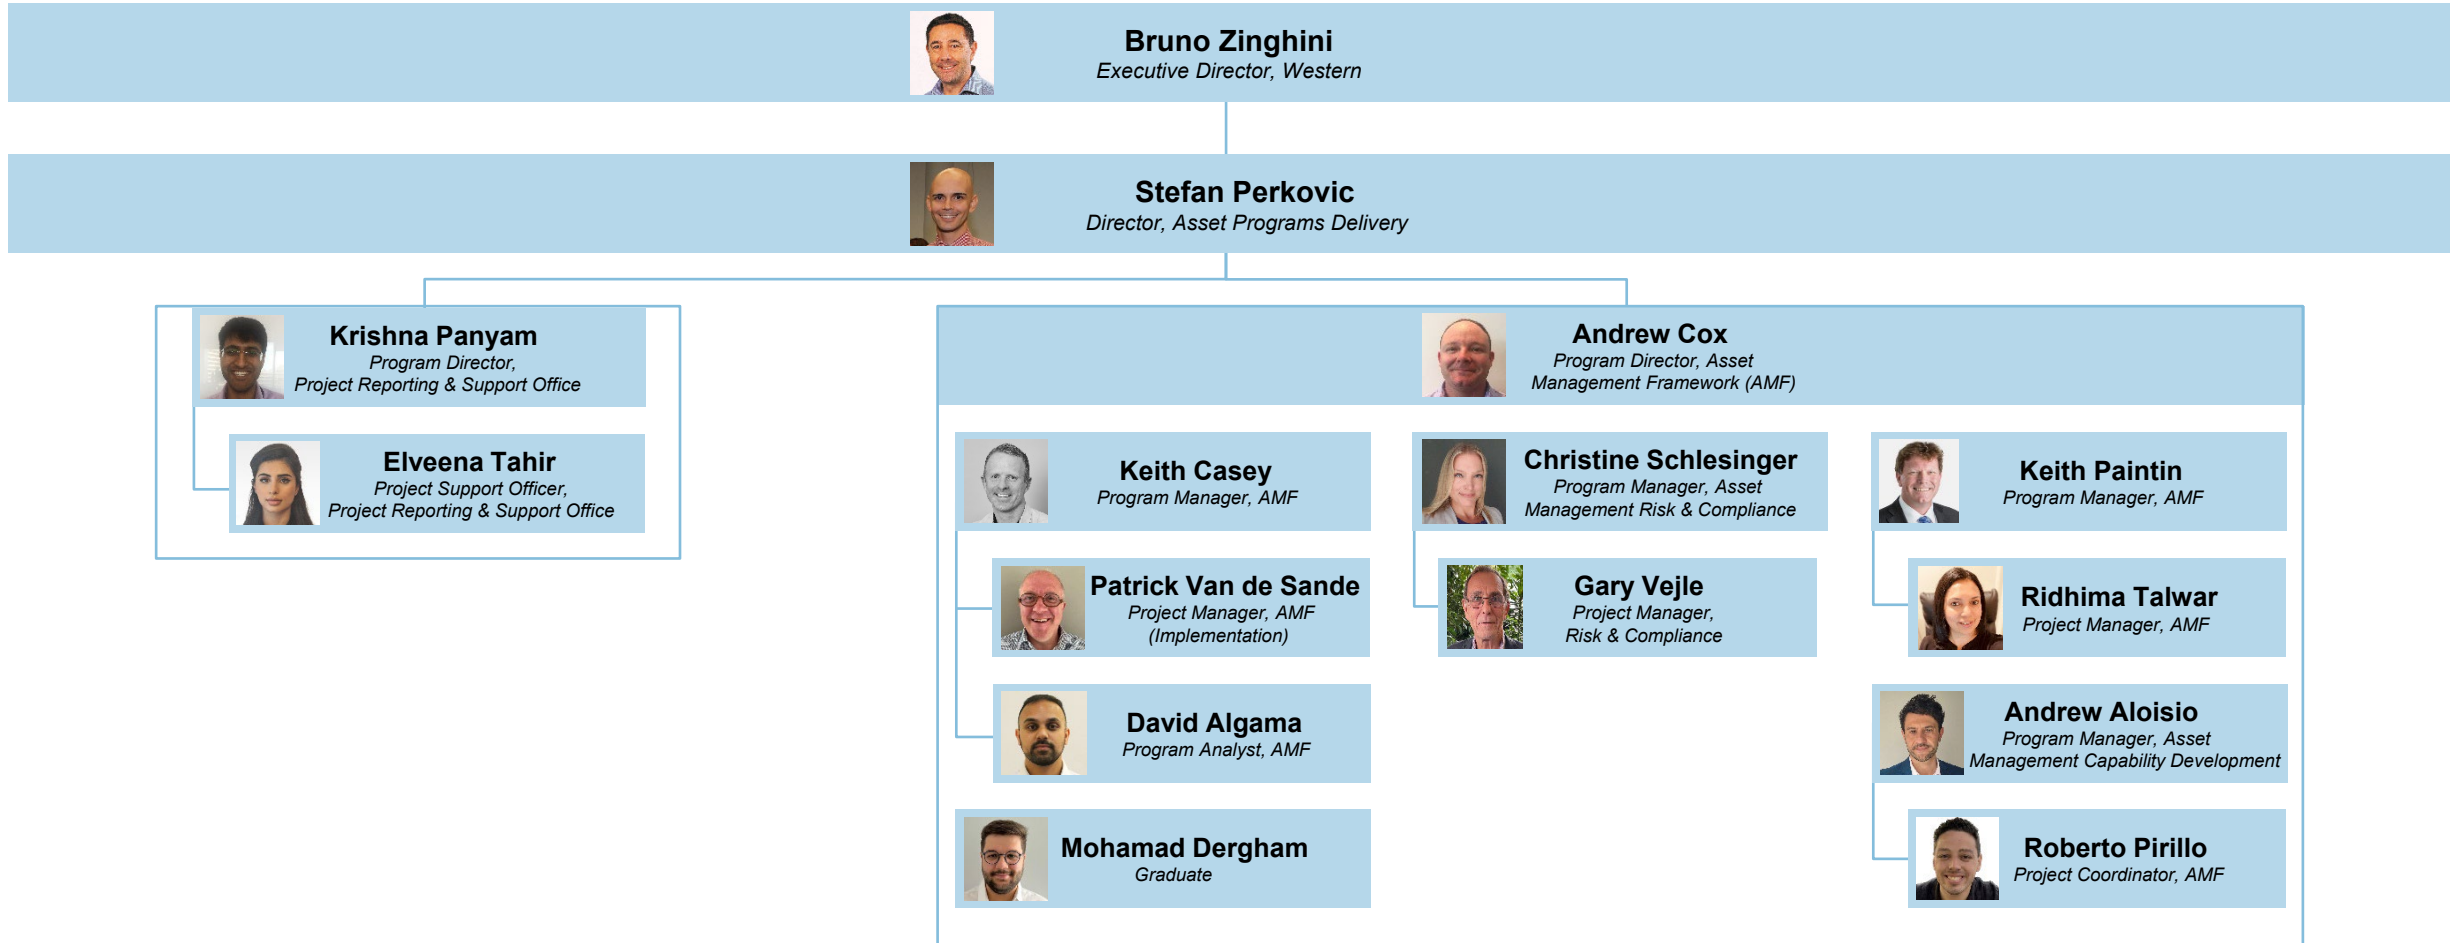 Bruno Zinghini
Executive Director, Western
Stefan Perkovic
Director, Asset Programs Delivery
Krishna Panyam
Program Director,
Project Reporting & Support Office
Elveena Tahir
Project Support Officer,
Project Reporting & Support Office
Andrew Cox
Program Director, Asset
Management Framework (AMF)
Keith Casey
Program Manager, AMF
Patrick Van de Sande
Project Manager, AMF
(Implementation)
David Algama
Program Analyst, AMF
Mohamad Dergham
Graduate
Christine Schlesinger
Program Manager, Asset
Management Risk & Compliance
Gary Vejle
Project Manager,
Risk & Compliance
Keith Paintin
Program Manager, AMF
Ridhima Talwar
Project Manager, AMF
Andrew Aloisio
Program Manager, Asset
Management Capability Development
Roberto Pirillo
Project Coordinator, AMF